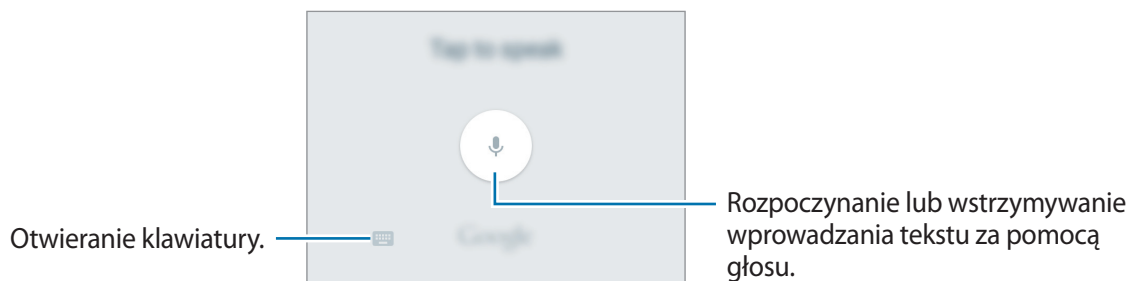 Tap to speak
Rozpoczynanie lub wstrzymywanie
wprowadzania tekstu za pomocą
głosu.
Otwieranie klawiatury.
Google